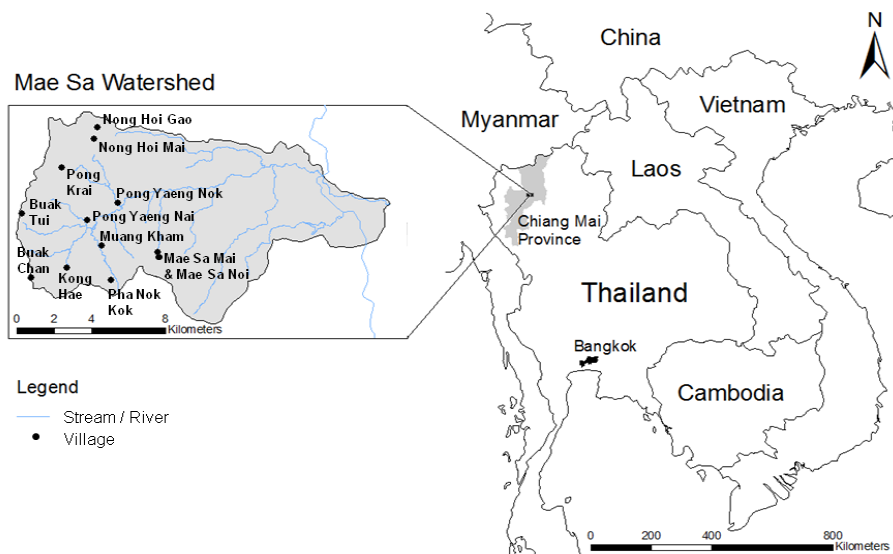 Mae Sa Watershed
Nong Hoi Gao
Nong Hoi Mai
Pong
Krai
Pong Yaeng Nok
Buak
Tui
Pong Yaeng Nai
Muang Kham
Buak
Chan
Mae Sa Mai
& Mae Sa Noi
Kong
Hae
Pha Nok
Kok
0 2 4 8
Kilometers
Legend
Stream / River
Village
N
China
Myanmar
Vietnam
Laos
Chiang Mai
Province
Thailand
Bangkok
Cambodia
0 200 400 800
Kilometers